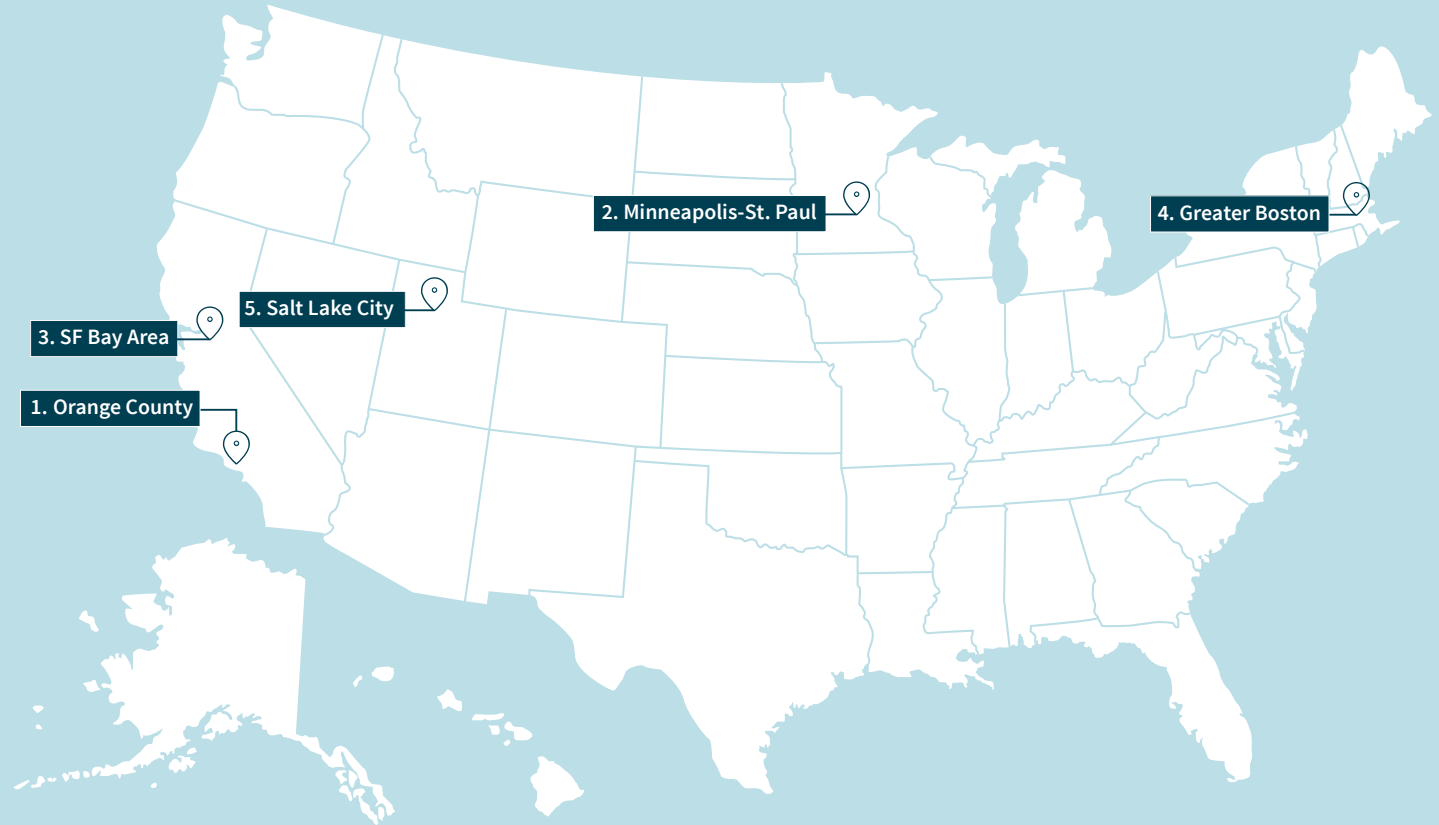 2. Minneapolis-St. Paul
4. Greater Boston
5. Salt Lake City
3. SF Bay Area
1. Orange County